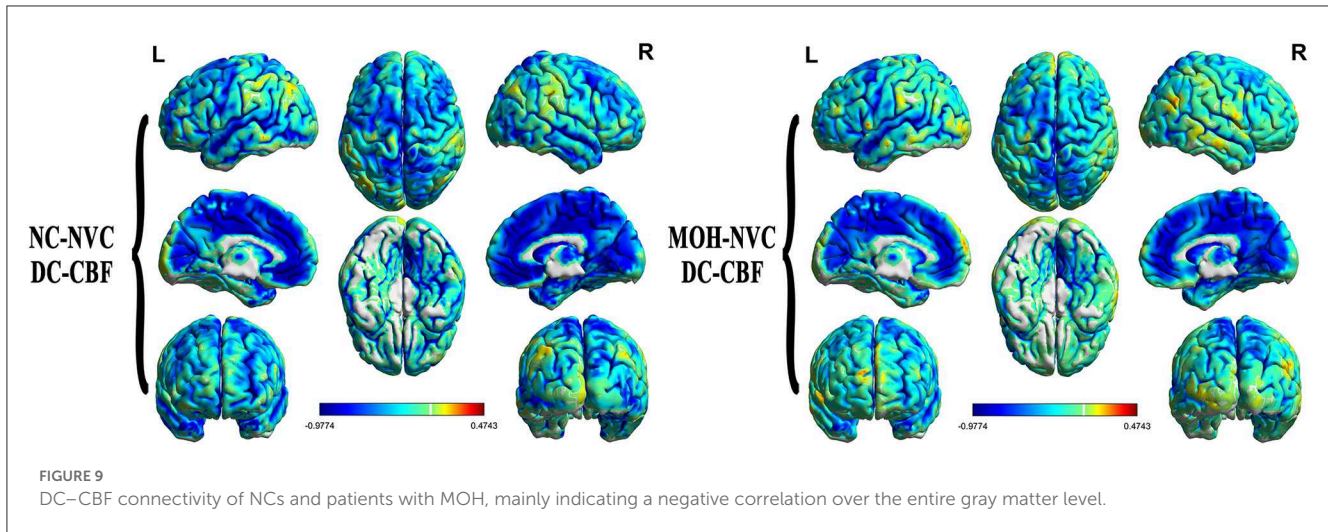 L
R
L
R
NC-NVC
DC-CBF
MOH-NVC
DC-CBF
-0.9774
0.4743
-0.9774
0.4743
FIGURE 9
DC–CBF connectivity of NCs and patients with MOH, mainly indicating a negative correlation over the entire gray matter level.